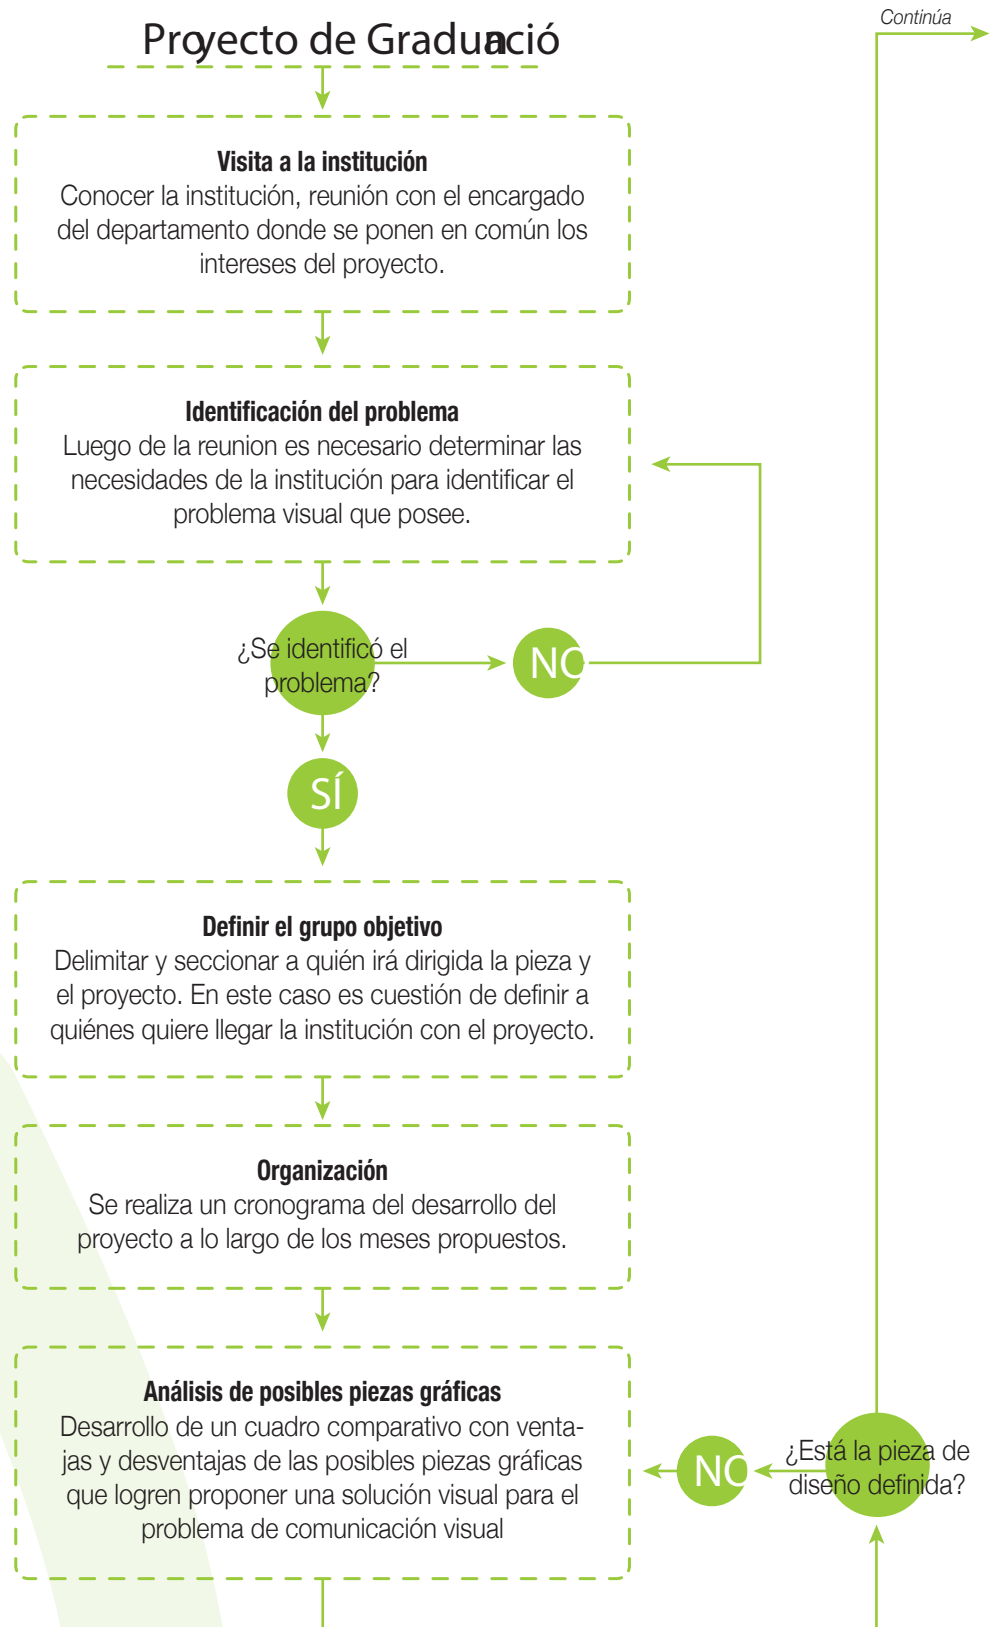 Proyecto de Graduació
Continúa
Visita a la institución
Conocer la institución, reunión con el encargado
del departamento donde se ponen en común los
intereses del proyecto.
Identificación del problema
Luego de la reunion es necesario determinar las
necesidades de la institución para identificar el
problema visual que posee.
¿Se identificó el
problema?
NO
SÍ
Definir el grupo objetivo
Delimitar y seccionar a quién irá dirigida la pieza y
el proyecto. En este caso es cuestión de definir a
quiénes quiere llegar la institución con el proyecto.
Organización
Se realiza un cronograma del desarrollo del
proyecto a lo largo de los meses propuestos.
Análisis de posibles piezas gráficas
Desarrollo de un cuadro comparativo con venta-
jas y desventajas de las posibles piezas gráficas
que logren proponer una solución visual para el
problema de comunicación visual
NO
¿Está la pieza de
diseño definida?